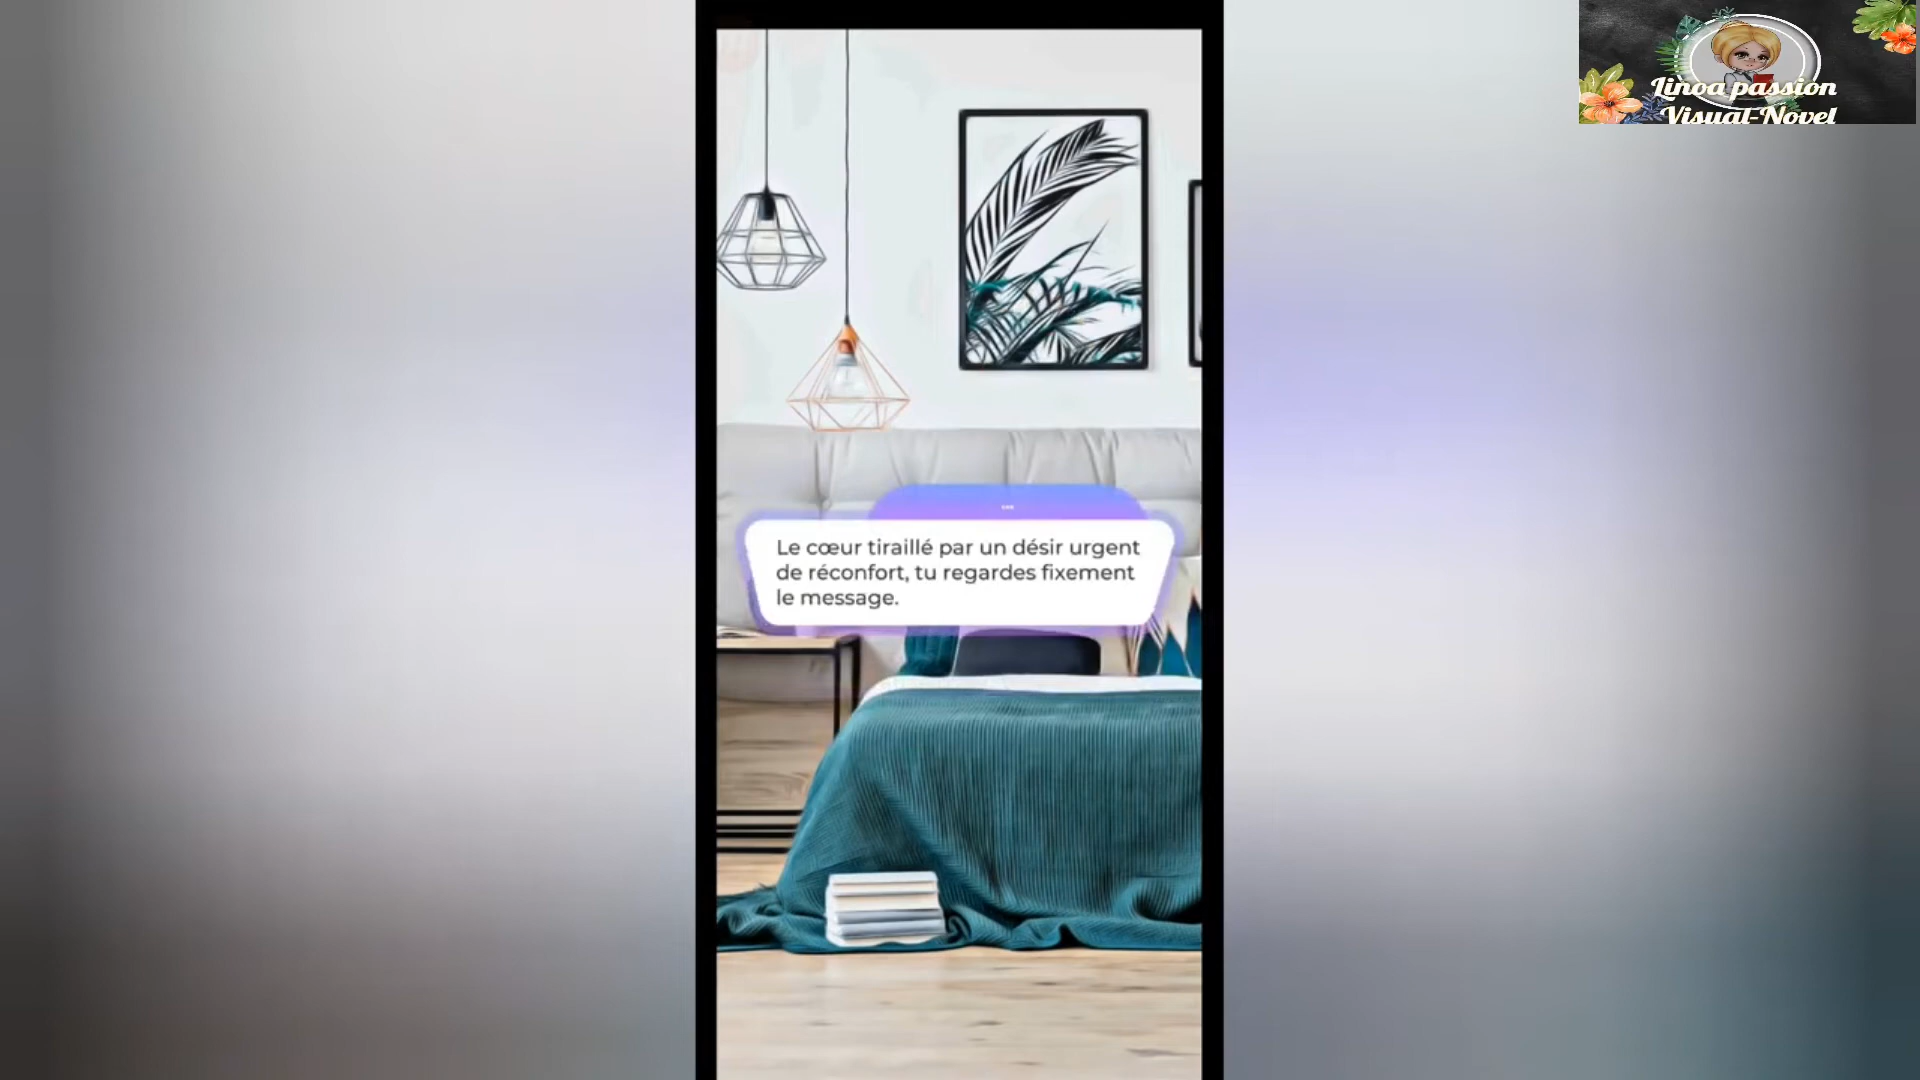 Linoa passion
Visual-Novel
...
Le cœur tiraillé par un désir urgent
de réconfort, tu regardes fixement
le message.